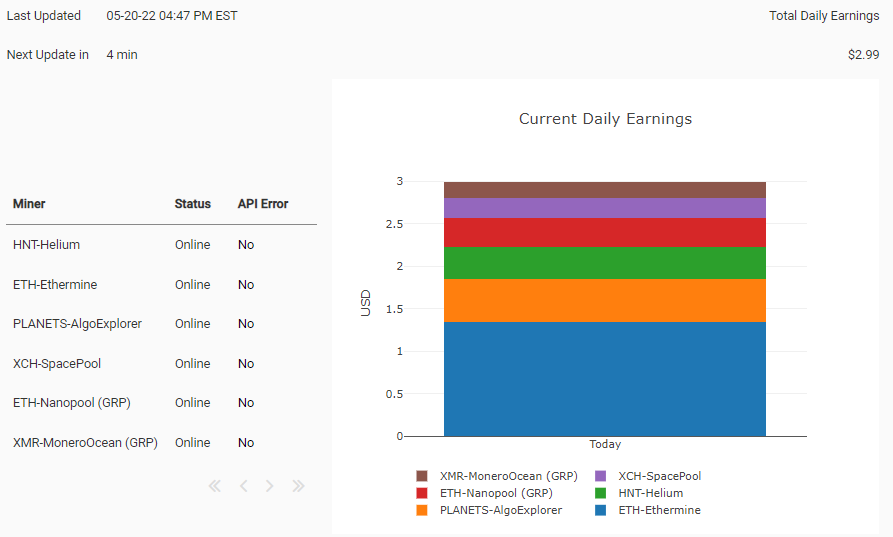 Last Updated 05-20-22 04:47 PM EST Total Daily Earnings
Next Update in 4 min $2.99
Current Daily Earnings
Miner Status API Error
HNT-Helium Online No
ETH-Ethermine Online No
PLANETS-AlgoExplorer Online No
XCH-SpacePool Online No
ETH-Nanopool (GRP) Online No
XMR-MoneroOcean (GRP) Online No
3
2.5
2
1.5
1
0.5
0
USD
Today
XMR-MoneroOcean (GRP) XCH-SpacePool
ETH-Nanopool (GRP) HNT-Helium
PLANETS-AlgoExplorer ETH-Ethermine